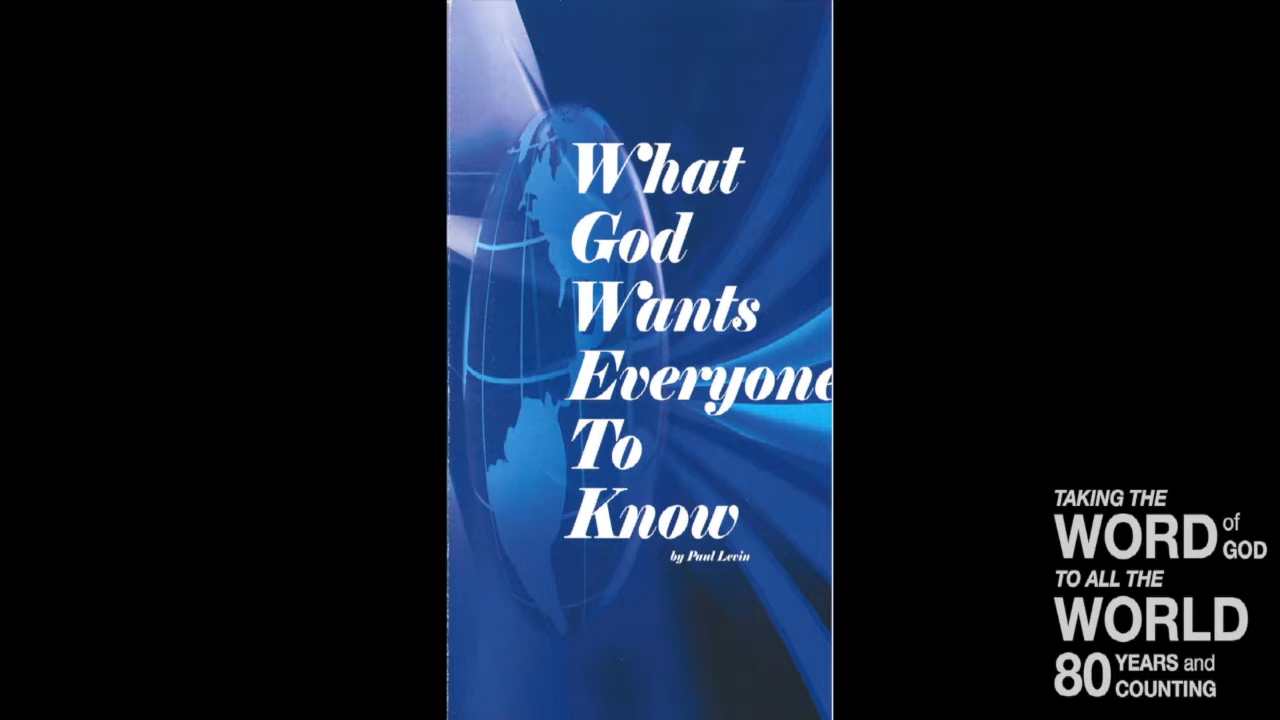 What
God
Wants
Everyone
To
Know
by Paul Levin
TAKING THE
WORD of GOD
TO ALL THE
WORLD
80 YEARS and
COUNTING